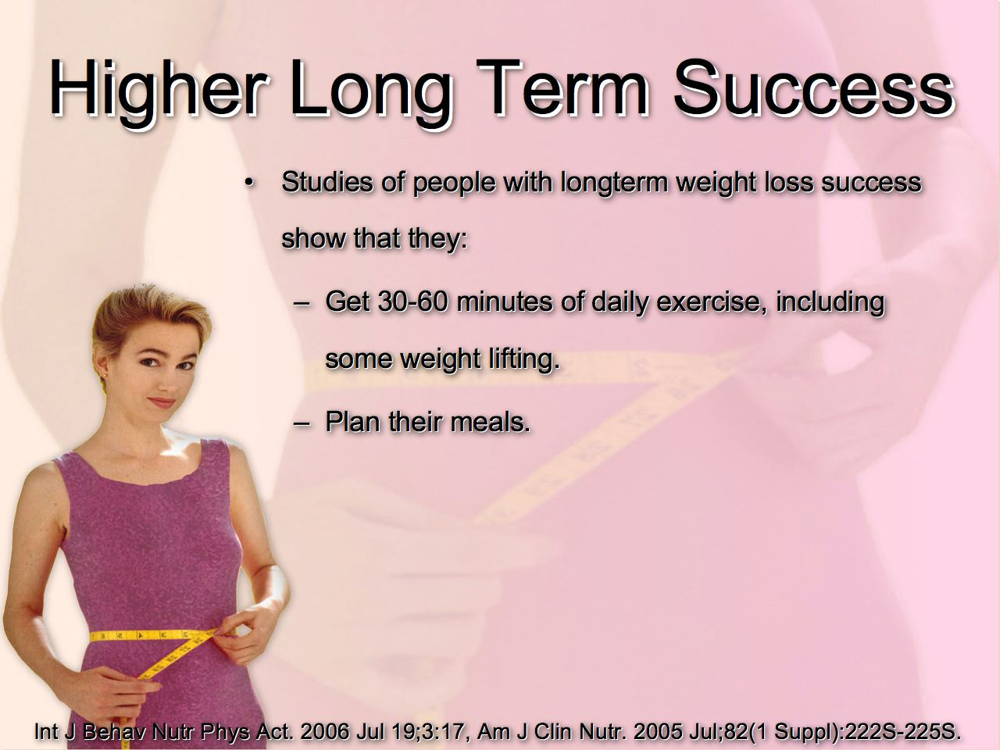 Higher Long Term Success
• Studies of people with longterm weight loss success
show that they:
– Get 30-60 minutes of daily exercise, including
some weight lifting.
– Plan their meals.
Int J Behav Nutr Phys Act. 2006 Jul 19;3:17, Am J Clin Nutr. 2005 Jul;82(1 Suppl):222S-225S.